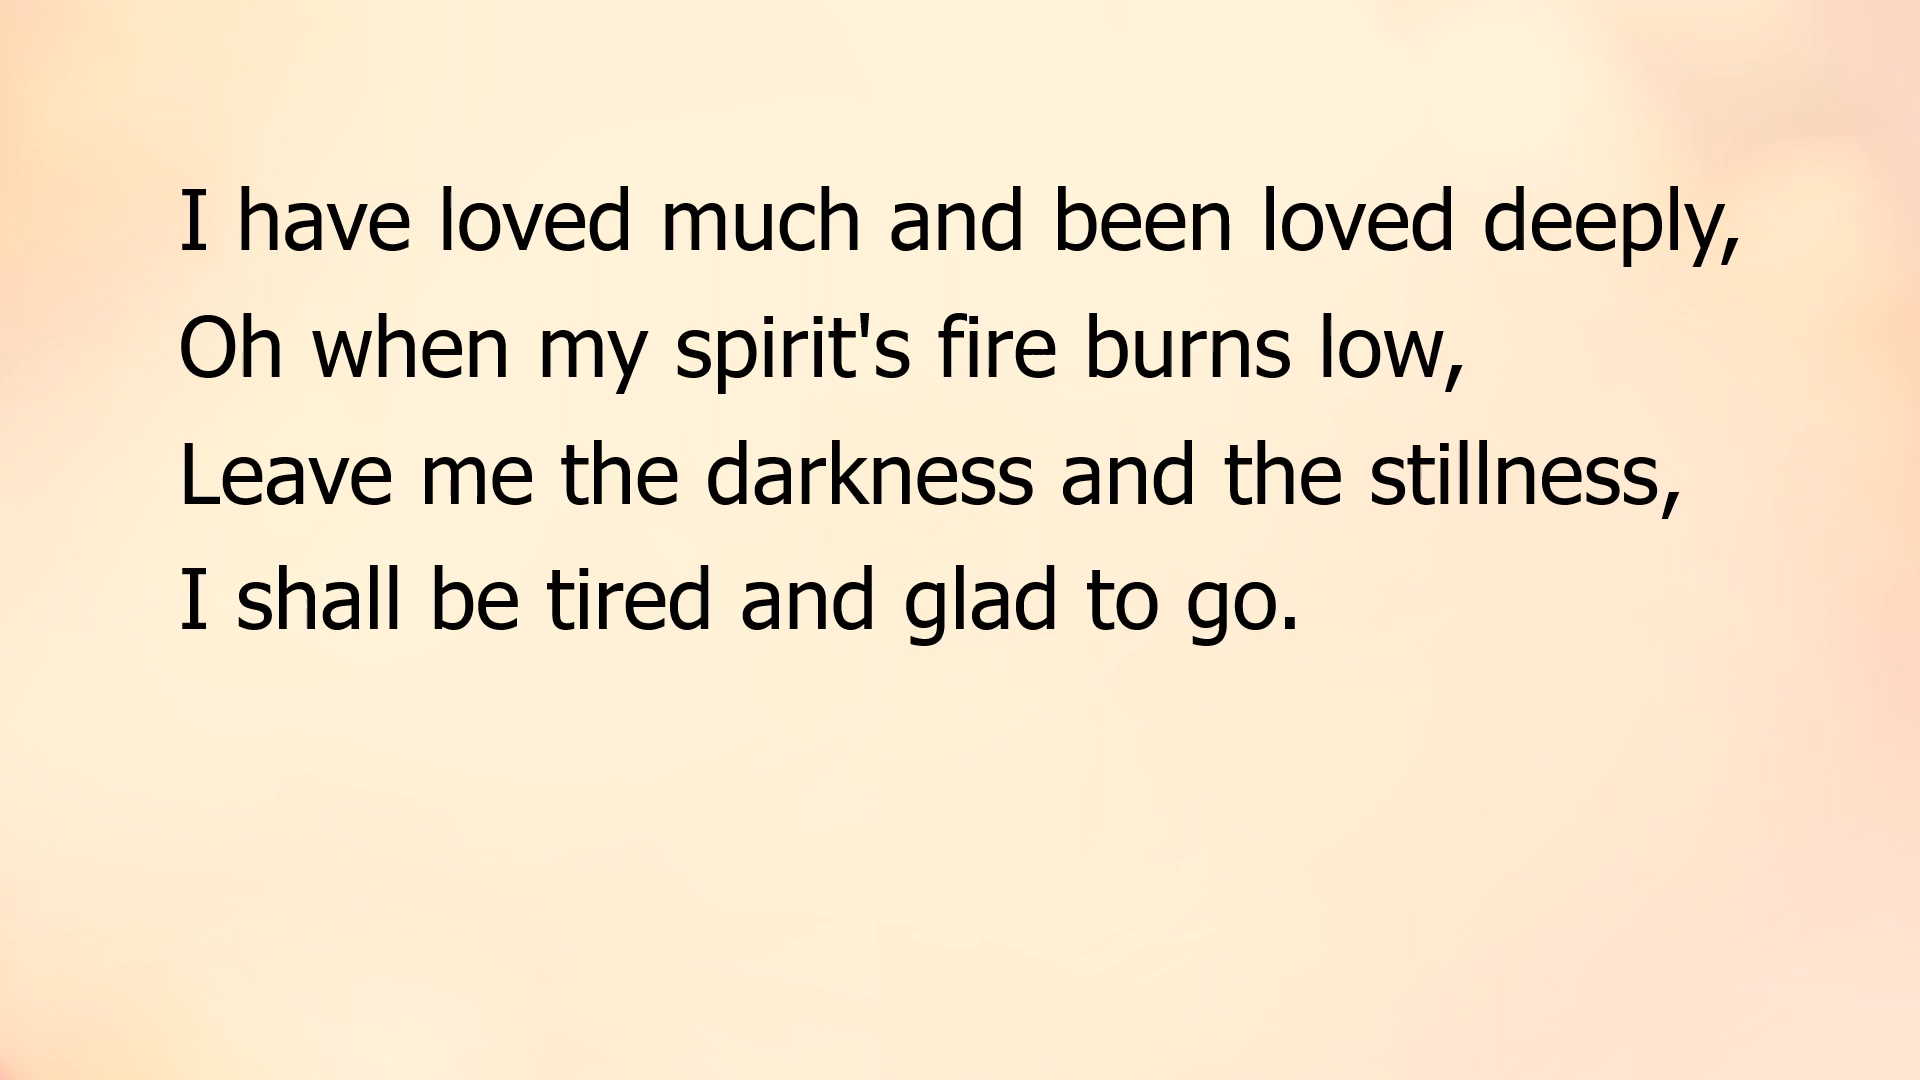 I have loved much and been loved deeply,
Oh when my spirit's fire burns low,
Leave me the darkness and the stillness,
I shall be tired and glad to go.